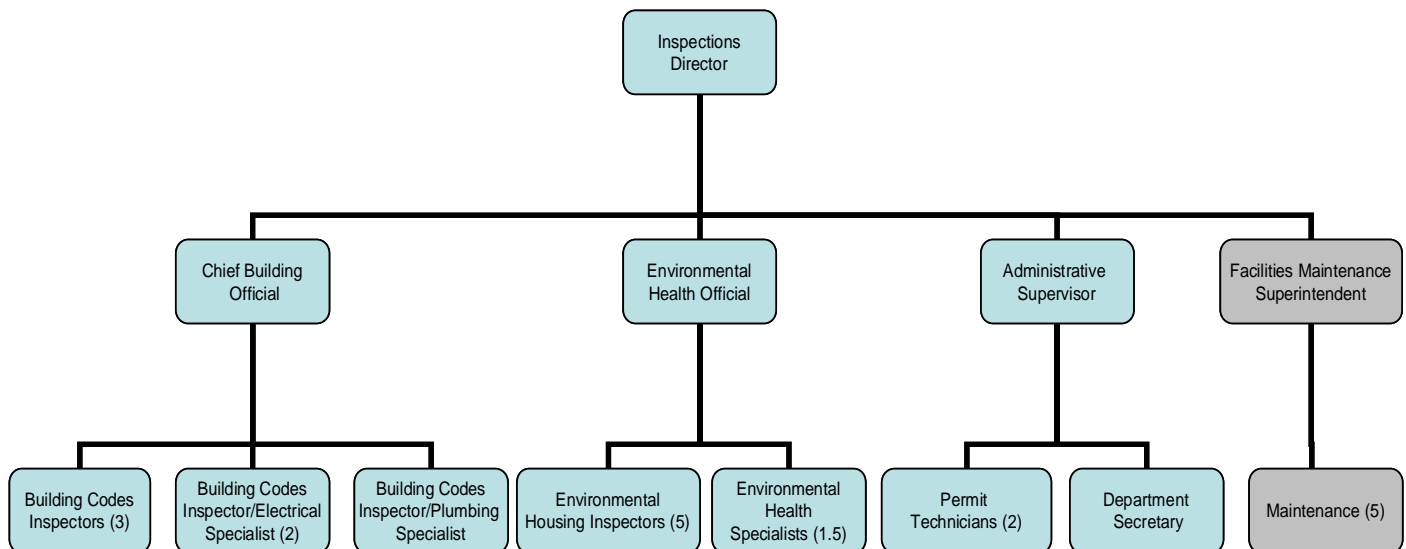 Inspections
Director
Chief Building
Official
Environmental
Health Official
Administrative
Supervisor
Facilities Maintenance
Superintendent
Building Codes
Inspectors (3)
Building Codes
Inspector/Electrical
Specialist (2)
Building Codes
Inspector/Plumbing
Specialist
Environmental
Housing Inspectors (5)
Environmental
Health
Specialists (1.5)
Permit
Technicians (2)
Department
Secretary
Maintenance (5)